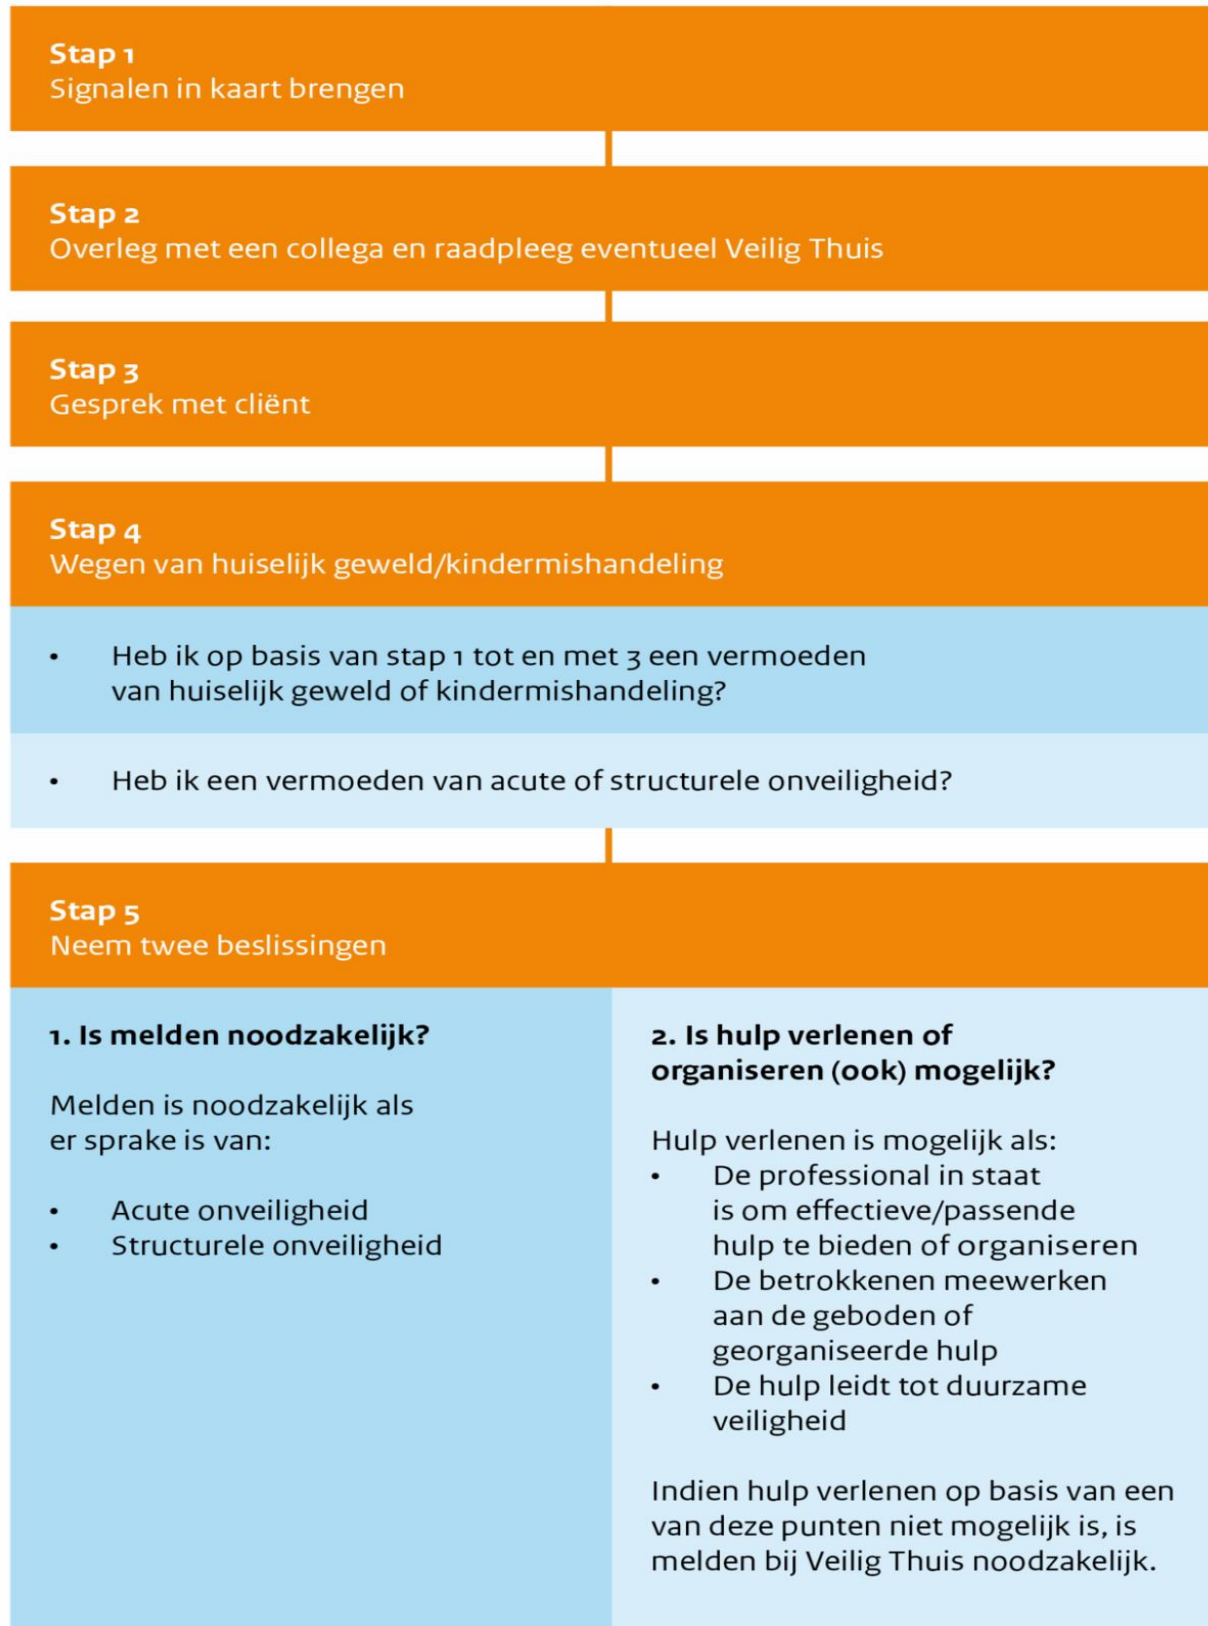 Stap 1
Signalen in kaart brengen
Stap 2
Overleg met een collega en raadpleeg eventueel Veilig Thuis
Stap 3
Gesprek met cliënt
Stap 4
Wegen van huiselijk geweld/kindermishandeling
• Heb ik op basis van stap 1 tot en met 3 een vermoeden
van huiselijk geweld of kindermishandeling?
• Heb ik een vermoeden van acute of structurele onveiligheid?
Stap 5
Neem twee beslissingen
1. Is melden noodzakelijk?
Melden is noodzakelijk als
er sprake is van:
• Acute onveiligheid
• Structurele onveiligheid
2. Is hulp verlenen of
organiseren (ook) mogelijk?
Hulp verlenen is mogelijk als:
• De professional in staat
is om effectieve/passende
hulp te bieden of organiseren
• De betrokkenen meewerken
aan de geboden of
georganiseerde hulp
• De hulp leidt tot duurzame
veiligheid
Indien hulp verlenen op basis van een
van deze punten niet mogelijk is, is
melden bij Veilig Thuis noodzakelijk.